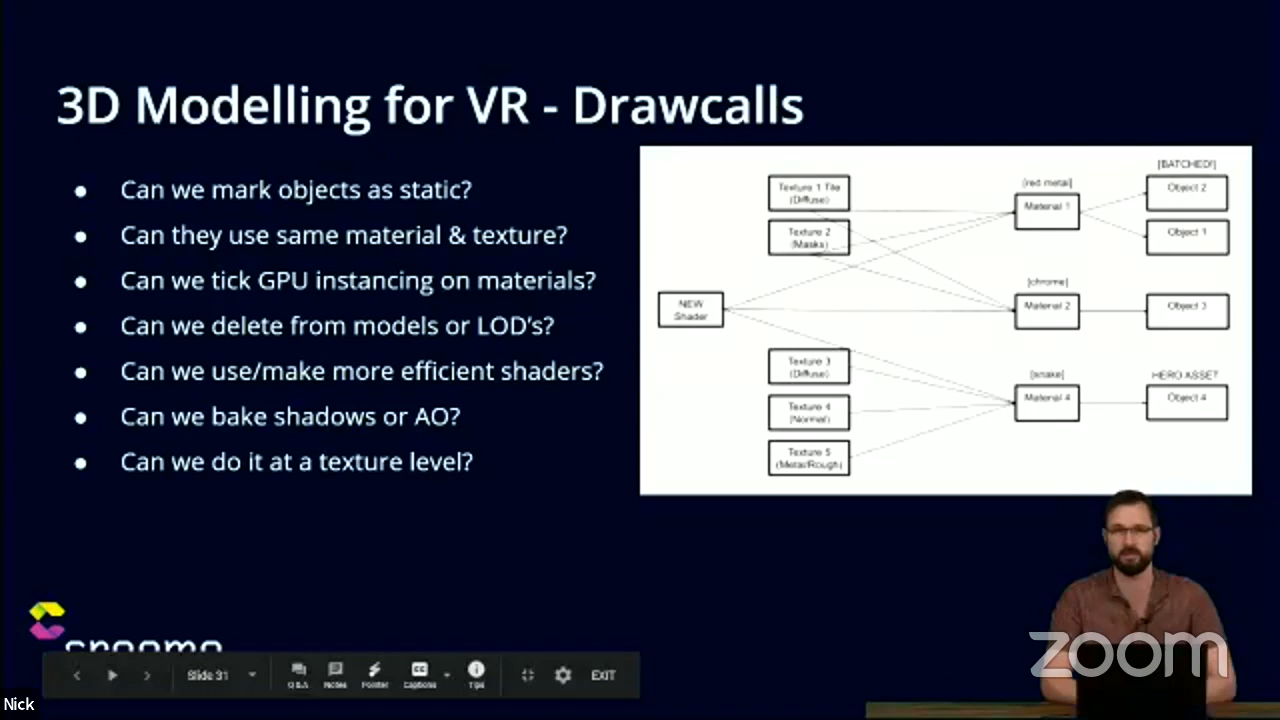 3D Modelling for VR - Drawcalls
● Can we mark objects as static?
● Can they use same material & texture?
● Can we tick GPU instancing on materials?
● Can we delete from models or LOD's?
● Can we use/make more efficient shaders?
● Can we bake shadows or AO?
● Can we do it at a texture level?
NEW
Shader
Texture 1 Tile
(Diffuse)
Texture 2
(Masks)
Texture 3
(Diffuse)
Texture 4
(Normal)
Texture 5
(Metal/Rough)
[red metal]
Material 1
[chrome]
Material 2
[snake]
Material 4
[BATCHED!]
Object 2
Object 1
Object 3
HERO ASSET
Object 4
Slide 31
Q&A
Notes
Pointer
Captions
Tips
EXIT
Nick
zoom